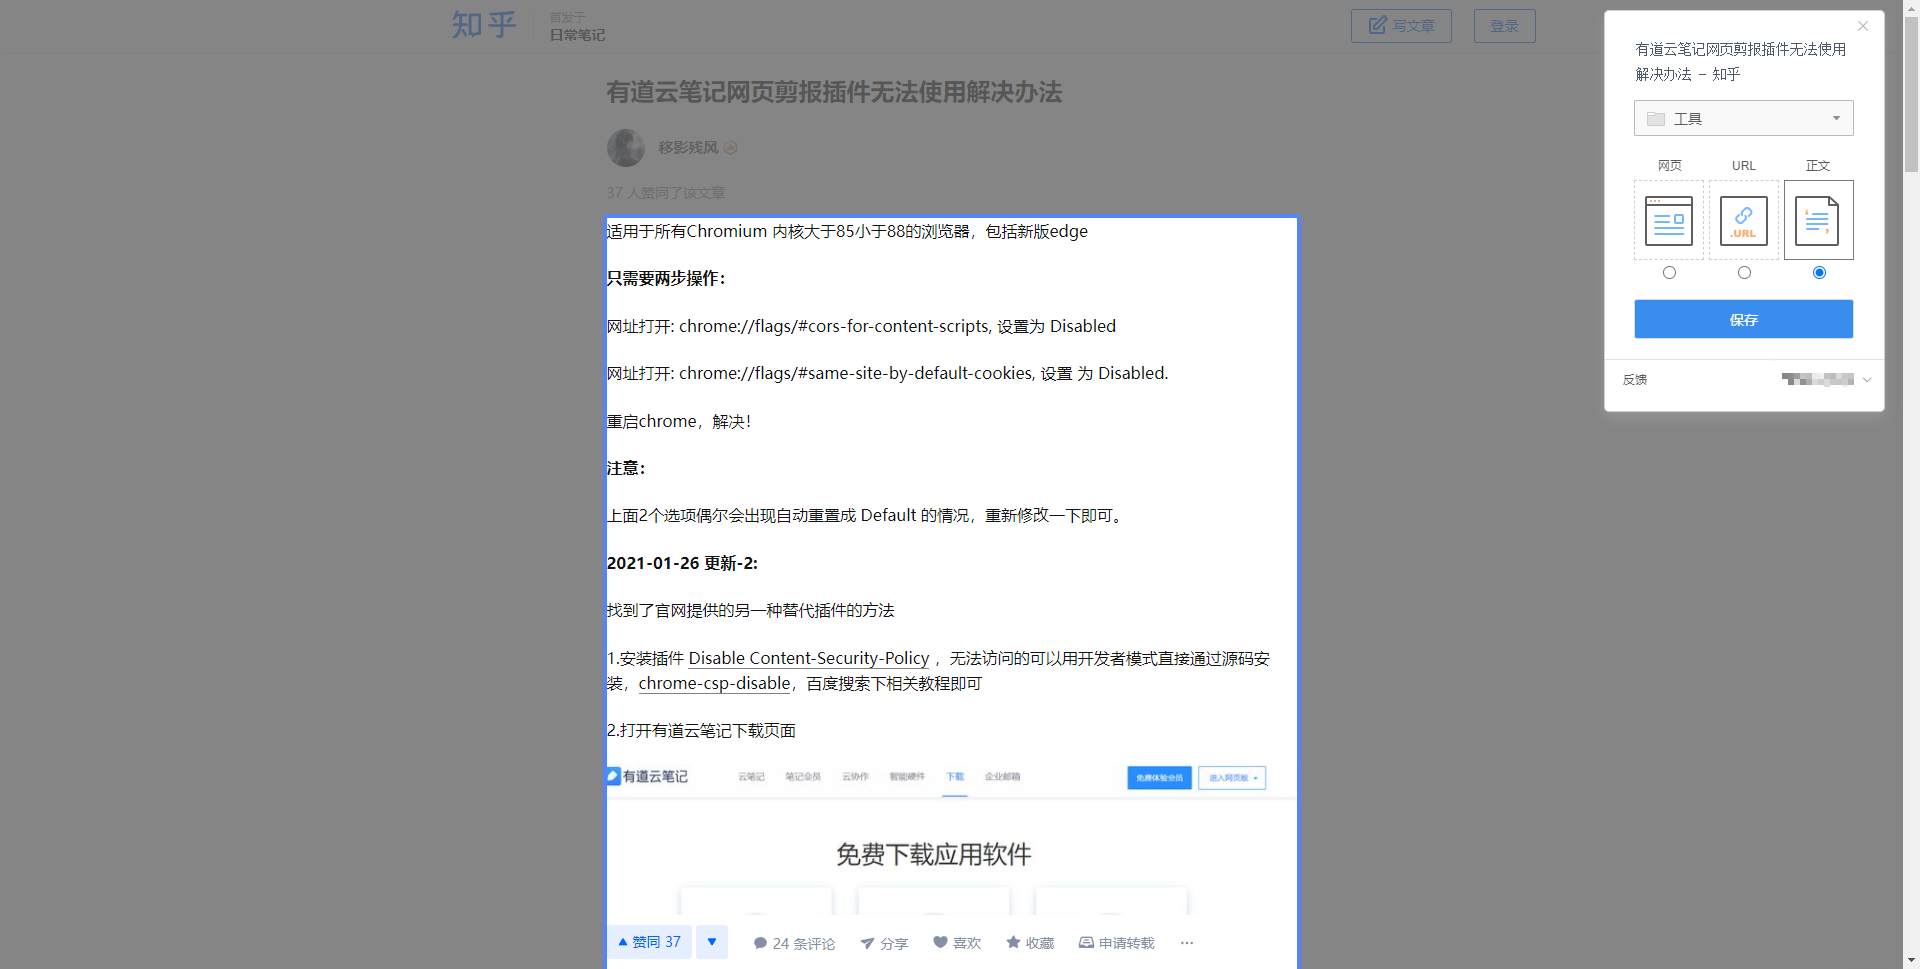 知乎
首发于
日常笔记
写文章
登录
有道云笔记网页剪报插件无法使用解决办法
移影残风
37 人赞同了该文章
适用于所有Chromium 内核大于85小于88的浏览器，包括新版edge
只需要两步操作：
网址打开: chrome://flags/#cors-for-content-scripts, 设置为 Disabled
网址打开: chrome://flags/#same-site-by-default-cookies, 设置 为 Disabled.
重启chrome，解决！
注意：
上面2个选项偶尔会出现自动重置成 Default 的情况，重新修改一下即可。
2021-01-26 更新-2:
找到了官网提供的另一种替代插件的方法
1.安装插件 Disable Content-Security-Policy ，无法访问的可以用开发者模式直接通过源码安
装，chrome-csp-disable，百度搜索下相关教程即可
2.打开有道云笔记下载页面
有道云笔记
云笔记
笔记会员
云协作
智能硬件
下载
企业邮箱
免费体验会员
进入网页版
免费下载应用软件
赞同 37
24 条评论
分享
喜欢
收藏
申请转载
有道云笔记网页剪报插件无法使用
解决办法 - 知乎
工具
网页
URL
正文
.URL
保存
反馈